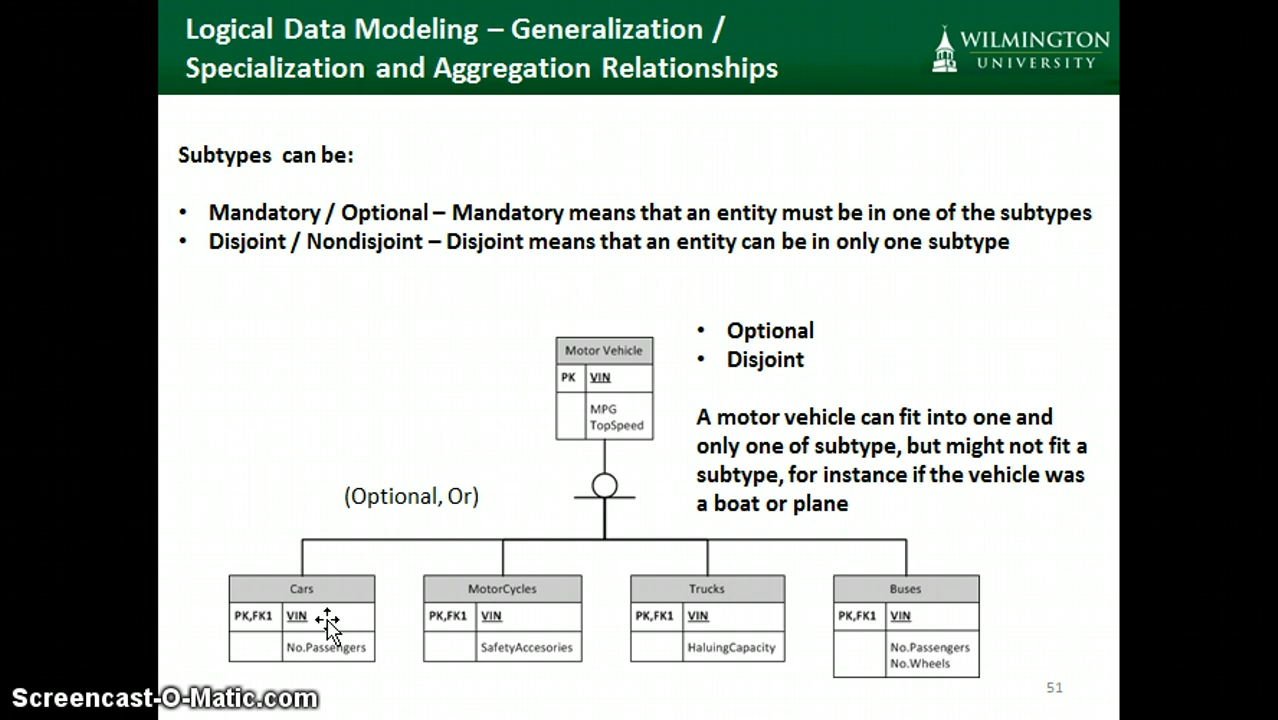 Logical Data Modeling – Generalization /
Specialization and Aggregation Relationships
WILMINGTON
UNIVERSITY
Subtypes can be:
• Mandatory / Optional – Mandatory means that an entity must be in one of the subtypes
• Disjoint / Nondisjoint – Disjoint means that an entity can be in only one subtype
• Optional
• Disjoint
A motor vehicle can fit into one and
only one of subtype, but might not fit a
subtype, for instance if the vehicle was
a boat or plane
Motor Vehicle
PK VIN
MPG
TopSpeed
(Optional, Or)
Cars
PK,FK1 VIN
No.Passengers
MotorCycles
PK,FK1 VIN
SafetyAccesories
Trucks
PK,FK1 VIN
HaluingCapacity
Buses
PK,FK1 VIN
No.Passengers
No.Wheels
51
Screencast-O-Matic.com